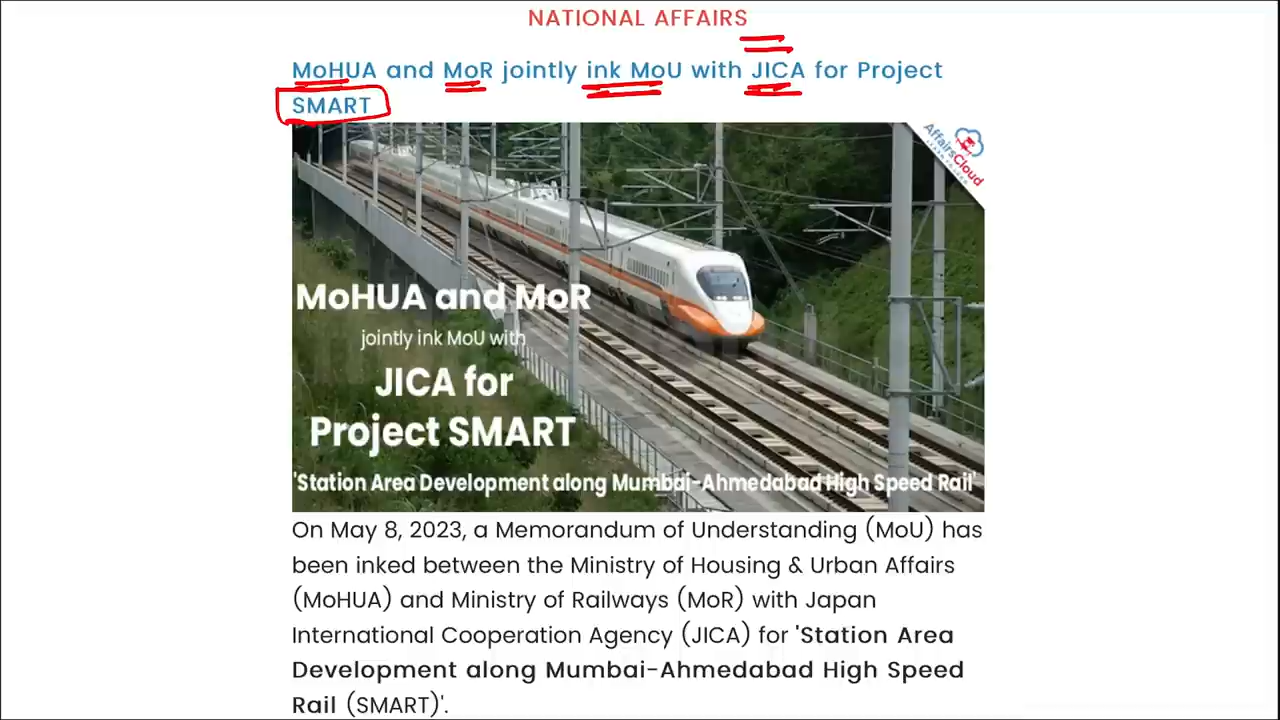 NATIONAL AFFAIRS
MoHUA and MoR jointly ink MoU with JICA for Project
SMART
AffairsCloud
MoHUA and MoR
jointly ink MoU with
JICA for
Project SMART
'Station Area Development along Mumbai-Ahmedabad High Speed Rail'
On May 8, 2023, a Memorandum of Understanding (MoU) has
been inked between the Ministry of Housing & Urban Affairs
(MoHUA) and Ministry of Railways (MoR) with Japan
International Cooperation Agency (JICA) for 'Station Area
Development along Mumbai-Ahmedabad High Speed
Rail (SMART)'.